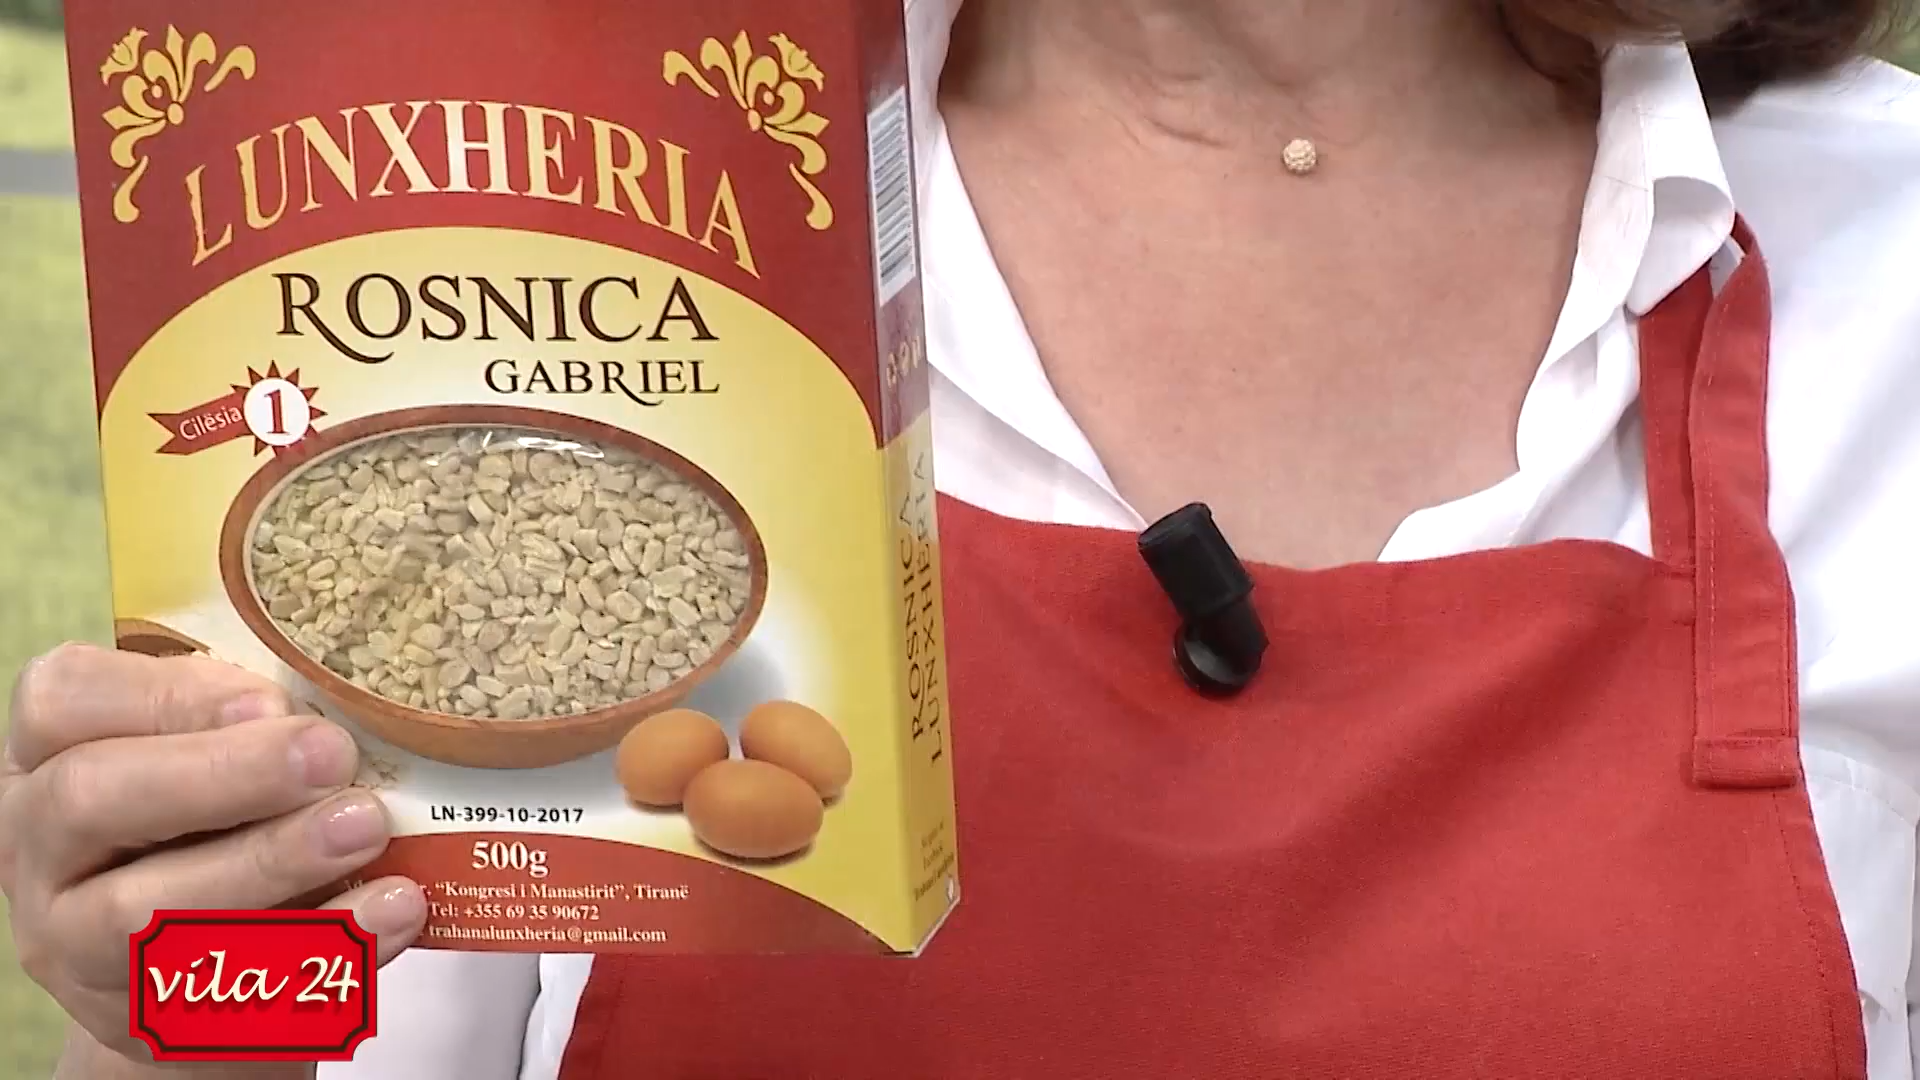 LUNXHERIA
ROSNICA
GABRIEL
Cilësia 1
ROSNICA
LUNXHERIA
LN-399-10-2017
500g
"Kongresi i Manastirit", Tiranë
Tel: +355 69 35 90672
trahanalunxheria@gmail.com
vila 24